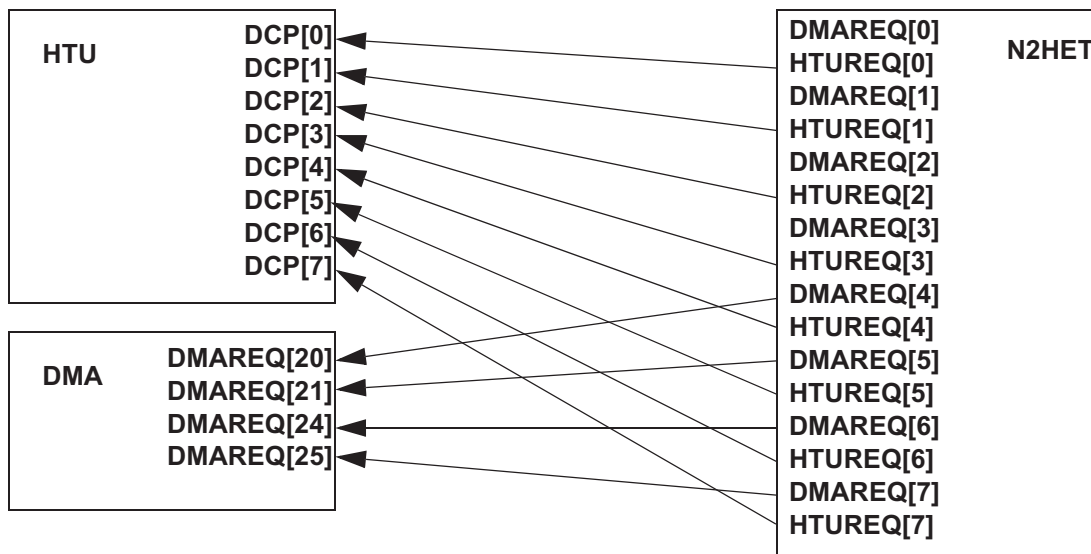 HTU
DCP[0]
DCP[1]
DCP[2]
DCP[3]
DCP[4]
DCP[5]
DCP[6]
DCP[7]
DMA
DMAREQ[20]
DMAREQ[21]
DMAREQ[24]
DMAREQ[25]
N2HET
DMAREQ[0]
HTUREQ[0]
DMAREQ[1]
HTUREQ[1]
DMAREQ[2]
HTUREQ[2]
DMAREQ[3]
HTUREQ[3]
DMAREQ[4]
HTUREQ[4]
DMAREQ[5]
HTUREQ[5]
DMAREQ[6]
HTUREQ[6]
DMAREQ[7]
HTUREQ[7]